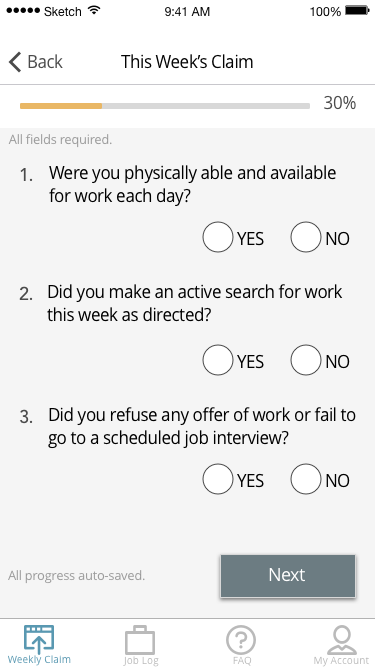 Sketch 9:41 AM 100%
Back This Week's Claim
30%
All fields required.
1. Were you physically able and available
for work each day?
YES NO
2. Did you make an active search for work
this week as directed?
YES NO
3. Did you refuse any offer of work or fail to
go to a scheduled job interview?
YES NO
All progress auto-saved. Next
Weekly Claim Job Log FAQ My Account